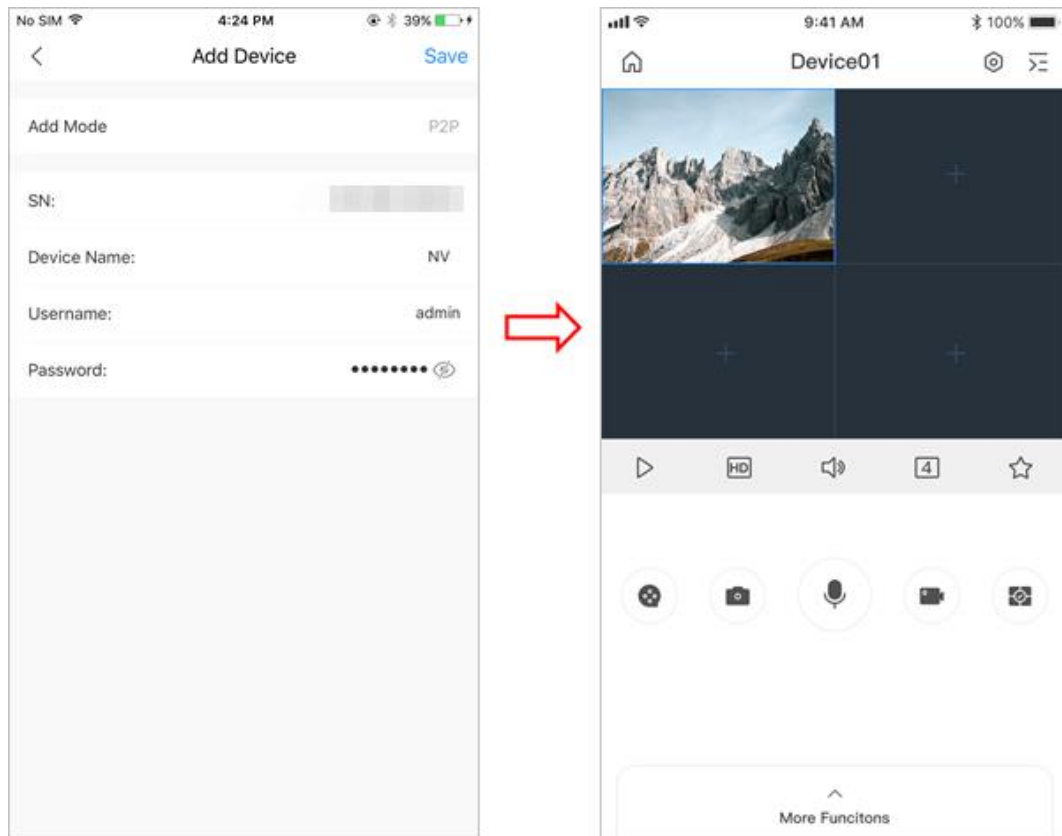 No SIM 4:24 PM 39%
Add Device Save
Add Mode P2P
SN:
Device Name: NV
Username: admin
Password: ••••••••
9:41 AM 100%
Device01
HD 4
More Funcitons